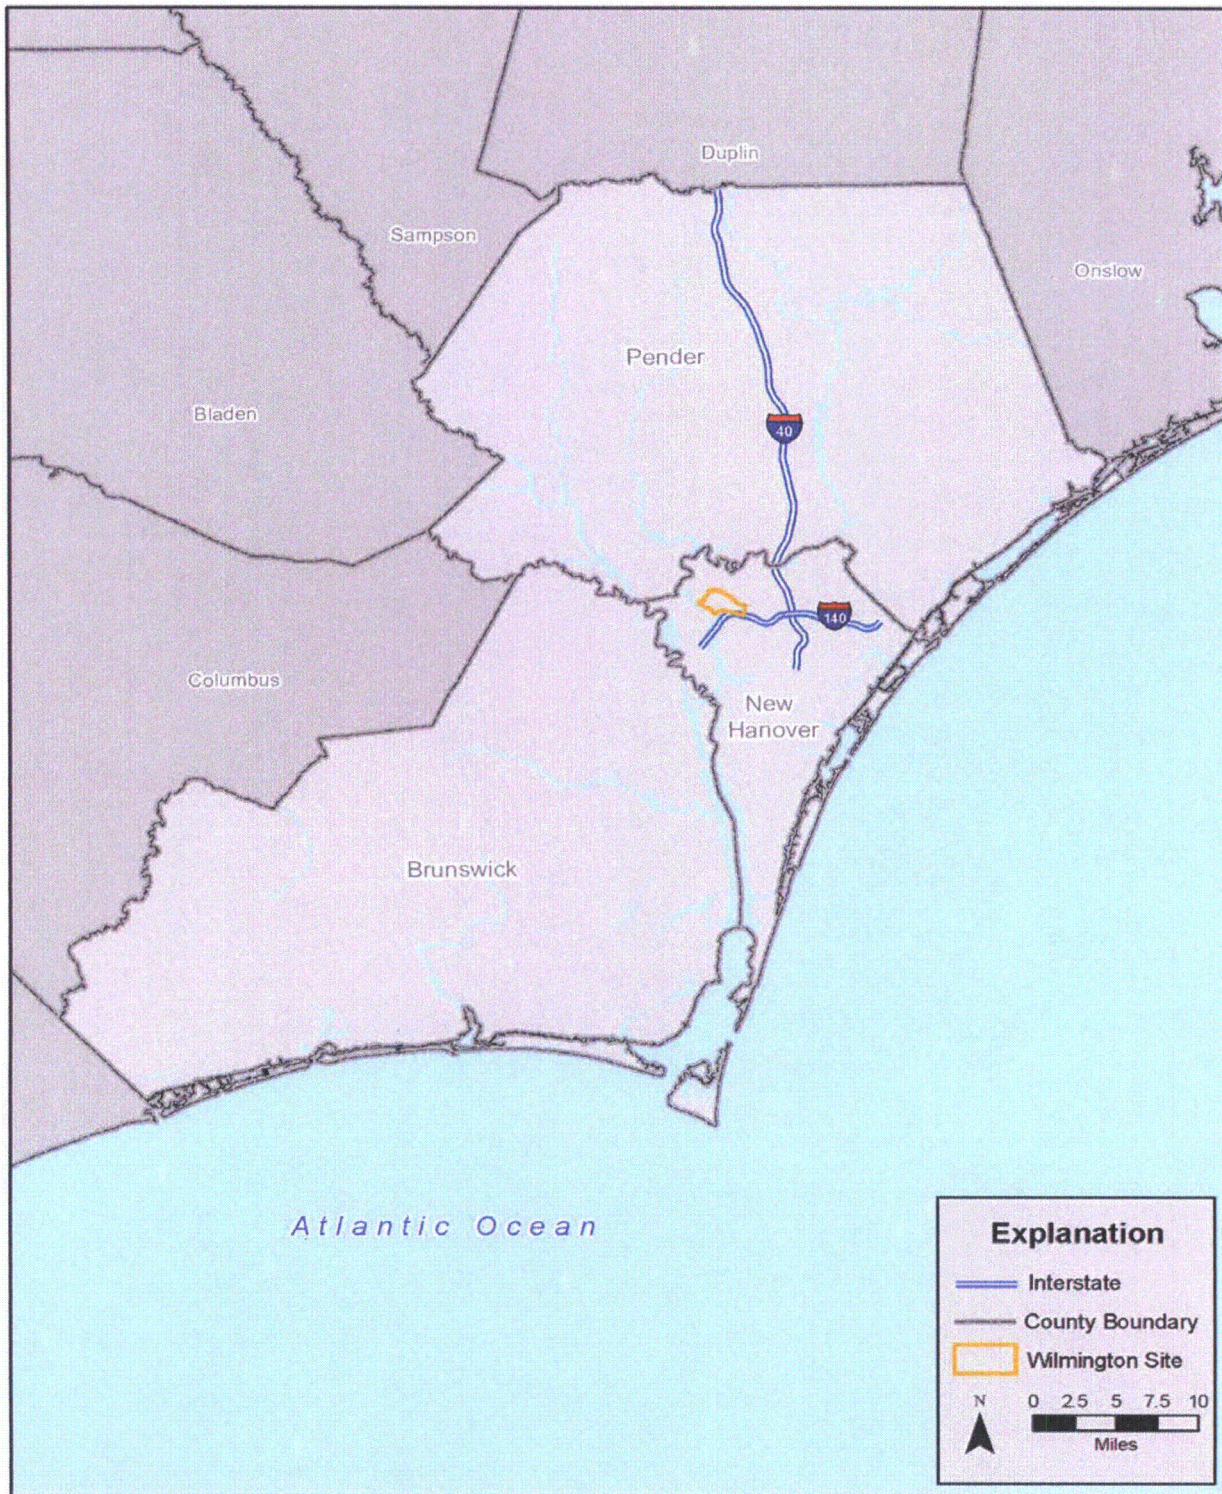 Duplin
Sampson
Onslow
Pender
Bladen
40
140
Columbus
New
Hanover
Brunswick
Atlantic Ocean
Explanation
Interstate
County Boundary
Wilmington Site
N
0 2.5 5 7.5 10
Miles